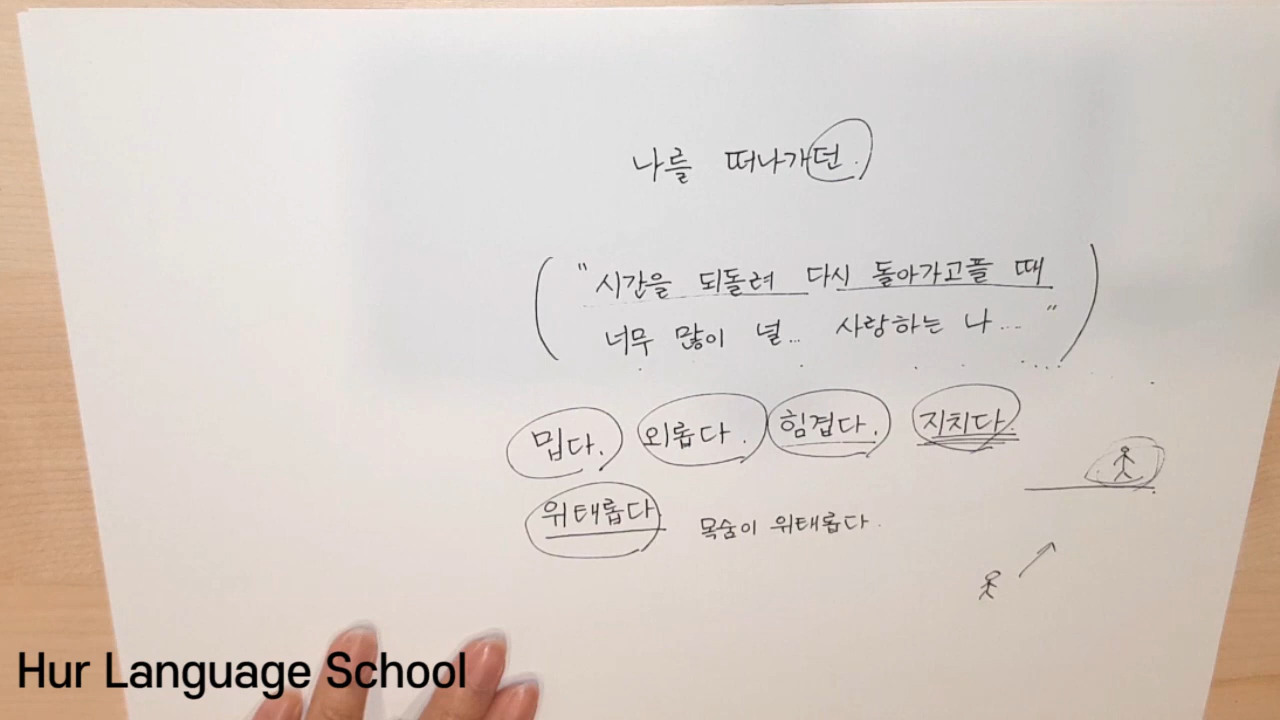 나를 떠나가던.
( " 시간을 되돌려 다시 돌아가고플 때
너무 많이 널... 사랑하는 나... " )
밉다. 외롭다. 힘겹다. 지치다.
위태롭다 목숨이 위태롭다.
Hur Language School